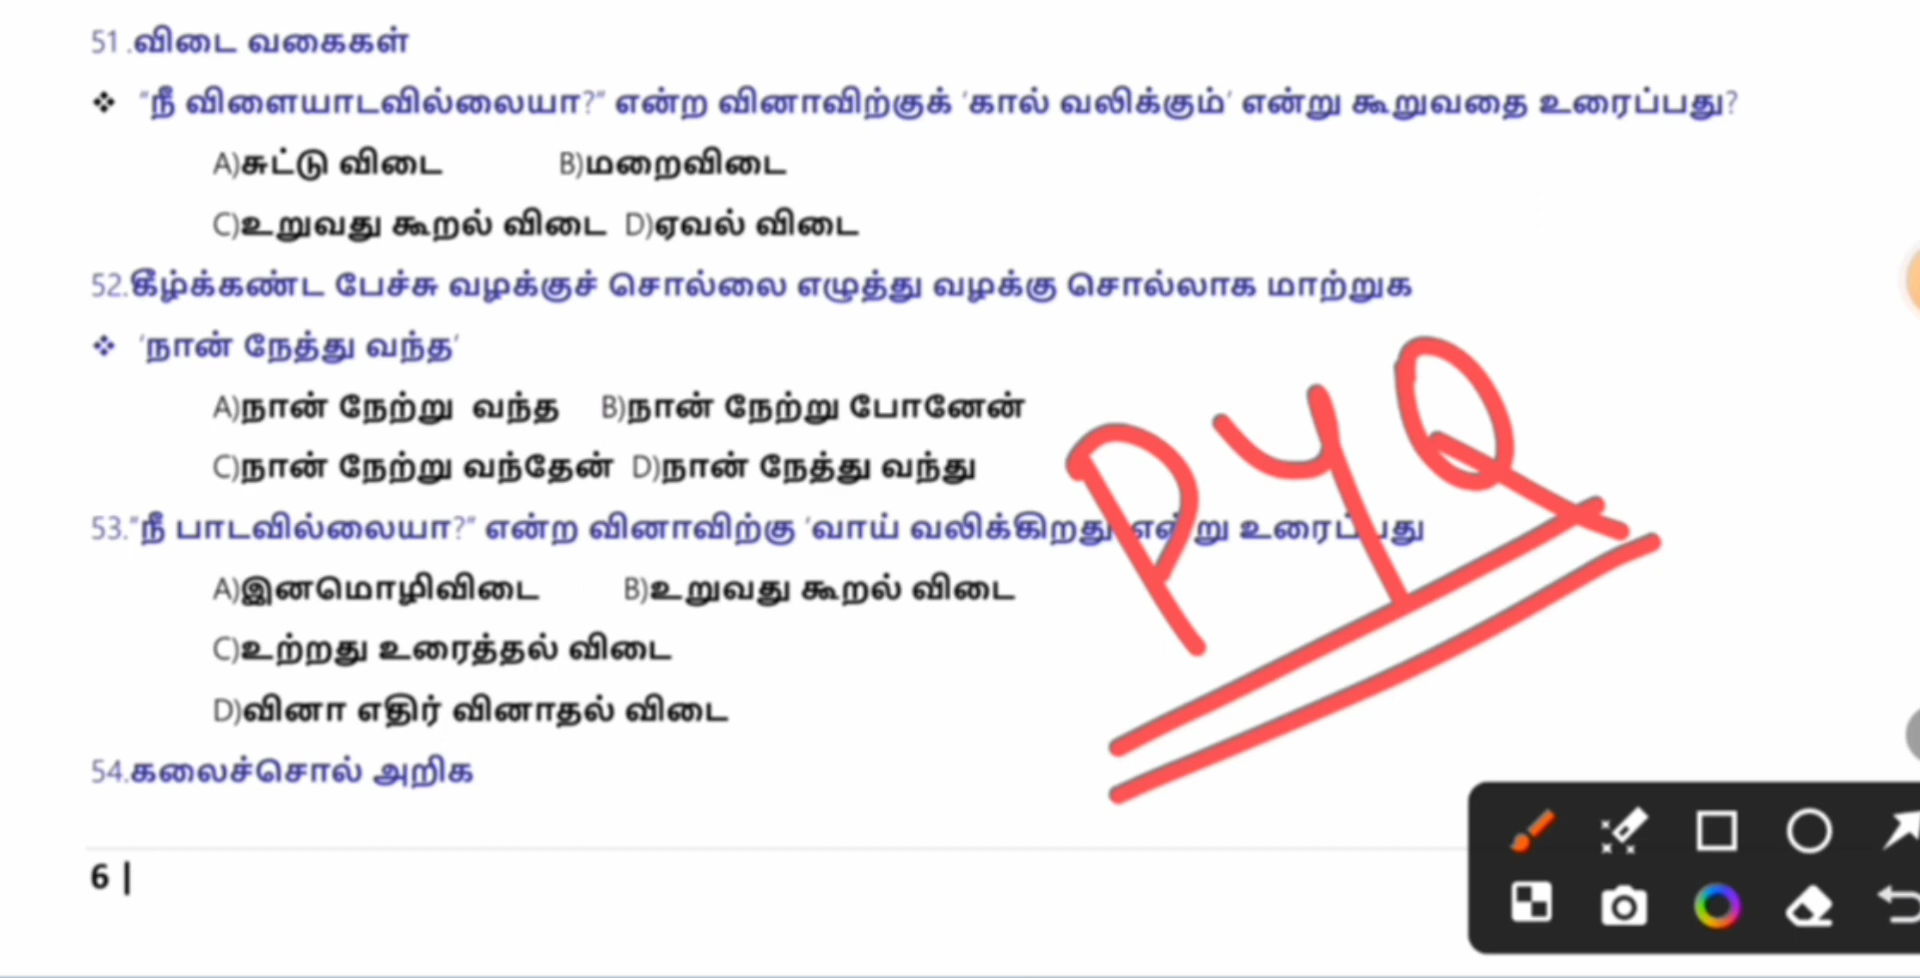 51.விடை வகைகள்
❖ "நீ விளையாடவில்லையா?" என்ற வினாவிற்குக் 'கால் வலிக்கும்' என்று கூறுவதை உரைப்பது?
A)சுட்டு விடை B)மறைவிடை
C)உறுவது கூறல் விடை D)ஏவல் விடை
52.கீழ்க்கண்ட பேச்சு வழக்குச் சொல்லை எழுத்து வழக்கு சொல்லாக மாற்றுக
❖ 'நான் நேத்து வந்த'
A)நான் நேற்று வந்த B)நான் நேற்று போனேன்
C)நான் நேற்று வந்தேன் D)நான் நேத்து வந்து
53."நீ பாடவில்லையா?" என்ற வினாவிற்கு 'வாய் வலிக்கிறது என்று உரைப்பது
A)இனமொழிவிடை B)உறுவது கூறல் விடை
C)உற்றது உரைத்தல் விடை
D)வினா எதிர் வினாதல் விடை
54.கலைச்சொல் அறிக
PYQ
6 |